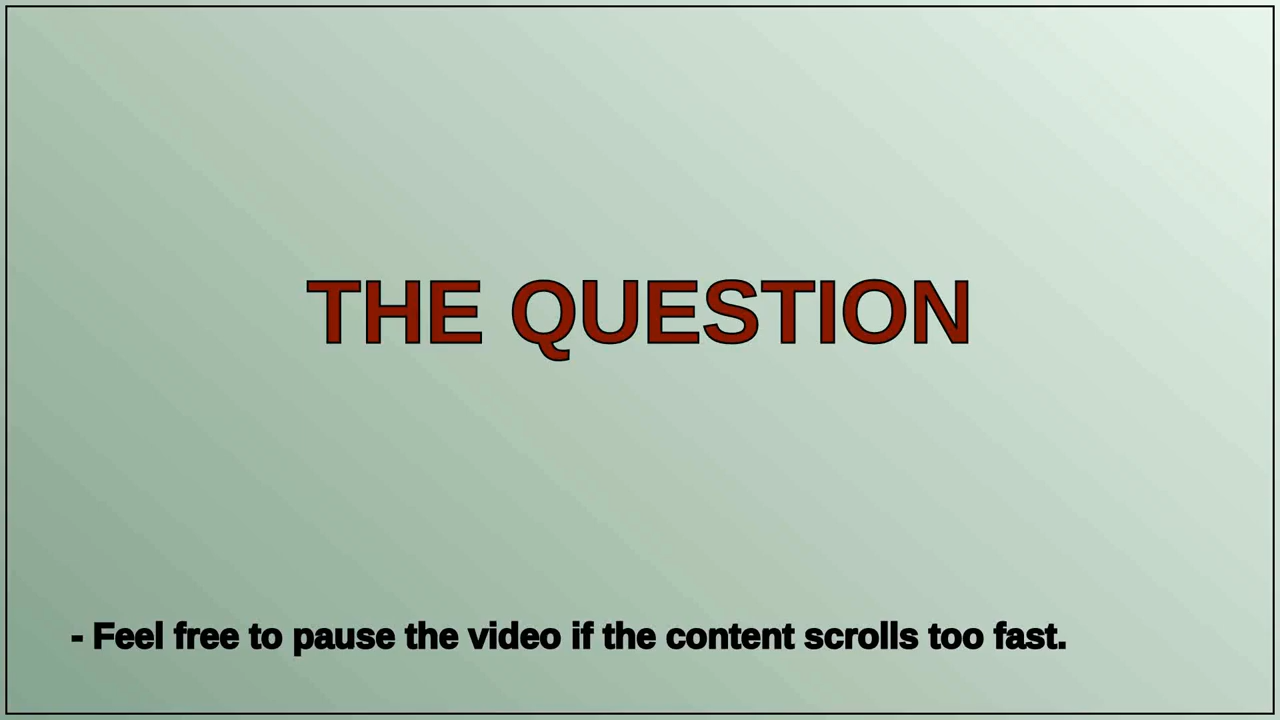 THE QUESTION
- Feel free to pause the video if the content scrolls too fast.